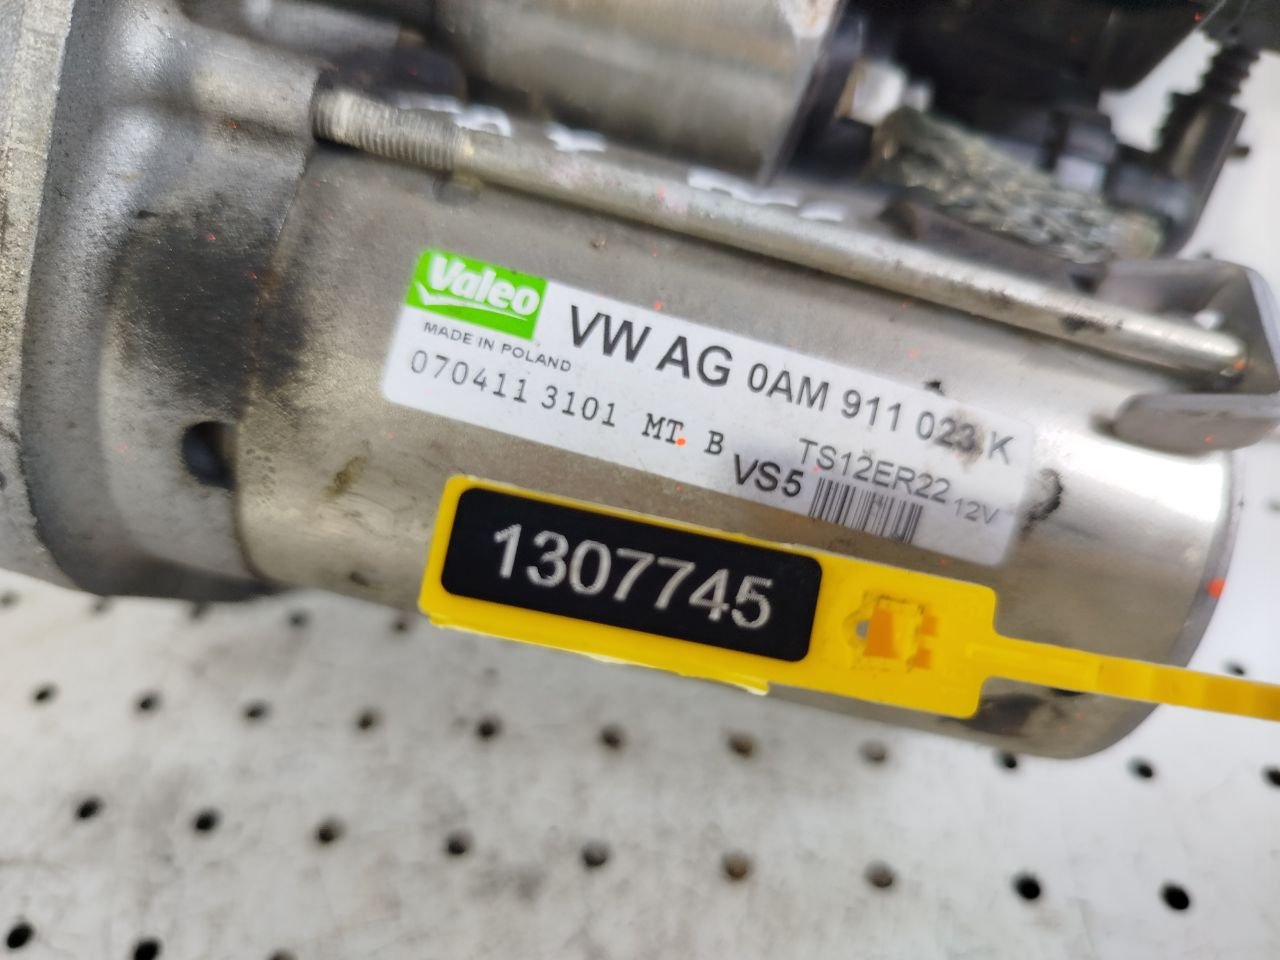 Valeo
MADE IN POLAND
VW AG 0AM 911 023 K
070411 3101 MT B
TS12ER22 12V
VS5
1307745